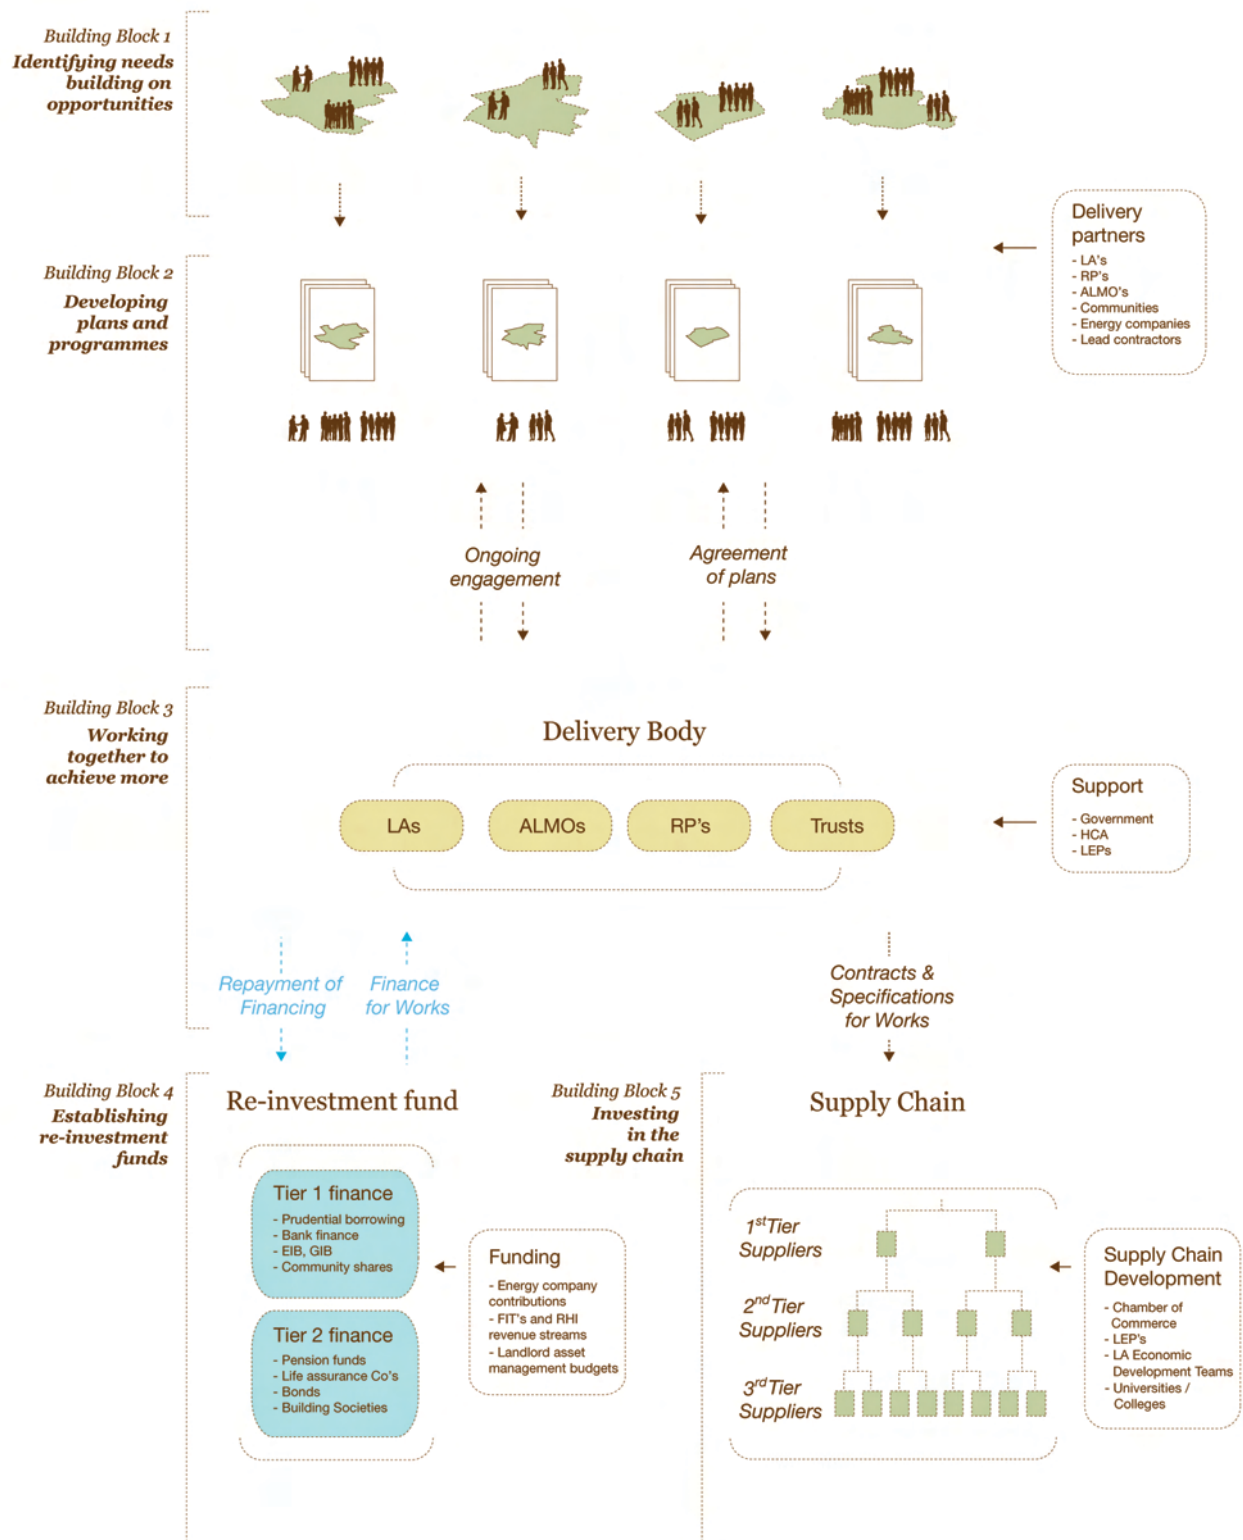 Building Block 1
Identifying needs
building on
opportunities
Delivery
partners
- LA's
- RP's
- ALMO's
- Communities
- Energy companies
- Lead contractors
Building Block 2
Developing
plans and
programmes
Ongoing
engagement
Agreement
of plans
Building Block 3
Working
together to
achieve more
Delivery Body
LAs
ALMOs
RP's
Trusts
Support
- Government
- HCA
- LEPs
Repayment of
Financing
Finance
for Works
Contracts &
Specifications
for Works
Building Block 4
Establishing
re-investment
funds
Re-investment fund
Tier 1 finance
- Prudential borrowing
- Bank finance
- EIB, GIB
- Community shares
Tier 2 finance
- Pension funds
- Life assurance Co's
- Bonds
- Building Societies
Funding
- Energy company
contributions
- FIT's and RHI
revenue streams
- Landlord asset
management budgets
Building Block 5
Investing
in the
supply chain
Supply Chain
1st Tier
Suppliers
2nd Tier
Suppliers
3rd Tier
Suppliers
Supply Chain
Development
- Chamber of
Commerce
- LEP's
- LA Economic
Development Teams
- Universities /
Colleges